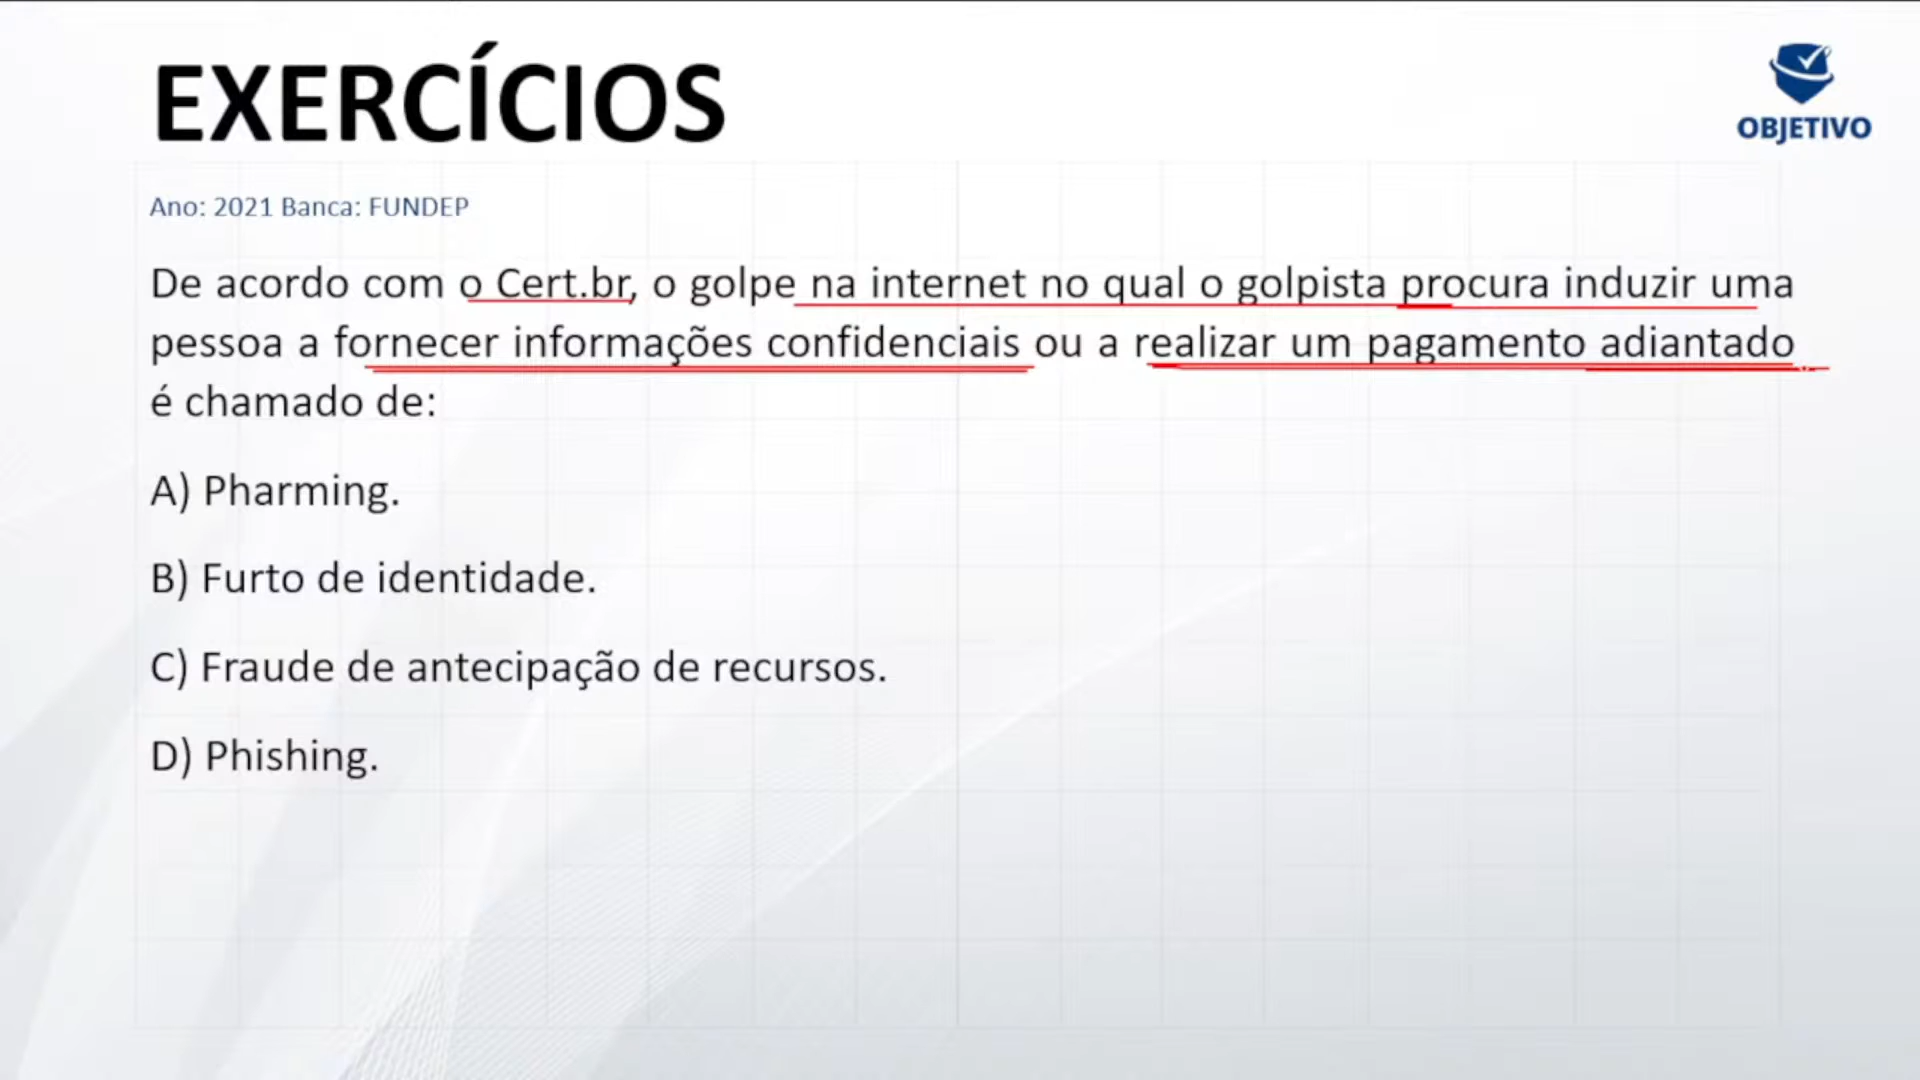 EXERCÍCIOS
OBJETIVO
Ano: 2021 Banca: FUNDEP
De acordo com o Cert.br, o golpe na internet no qual o golpista procura induzir uma
pessoa a fornecer informações confidenciais ou a realizar um pagamento adiantado
é chamado de:
A) Pharming.
B) Furto de identidade.
C) Fraude de antecipação de recursos.
D) Phishing.